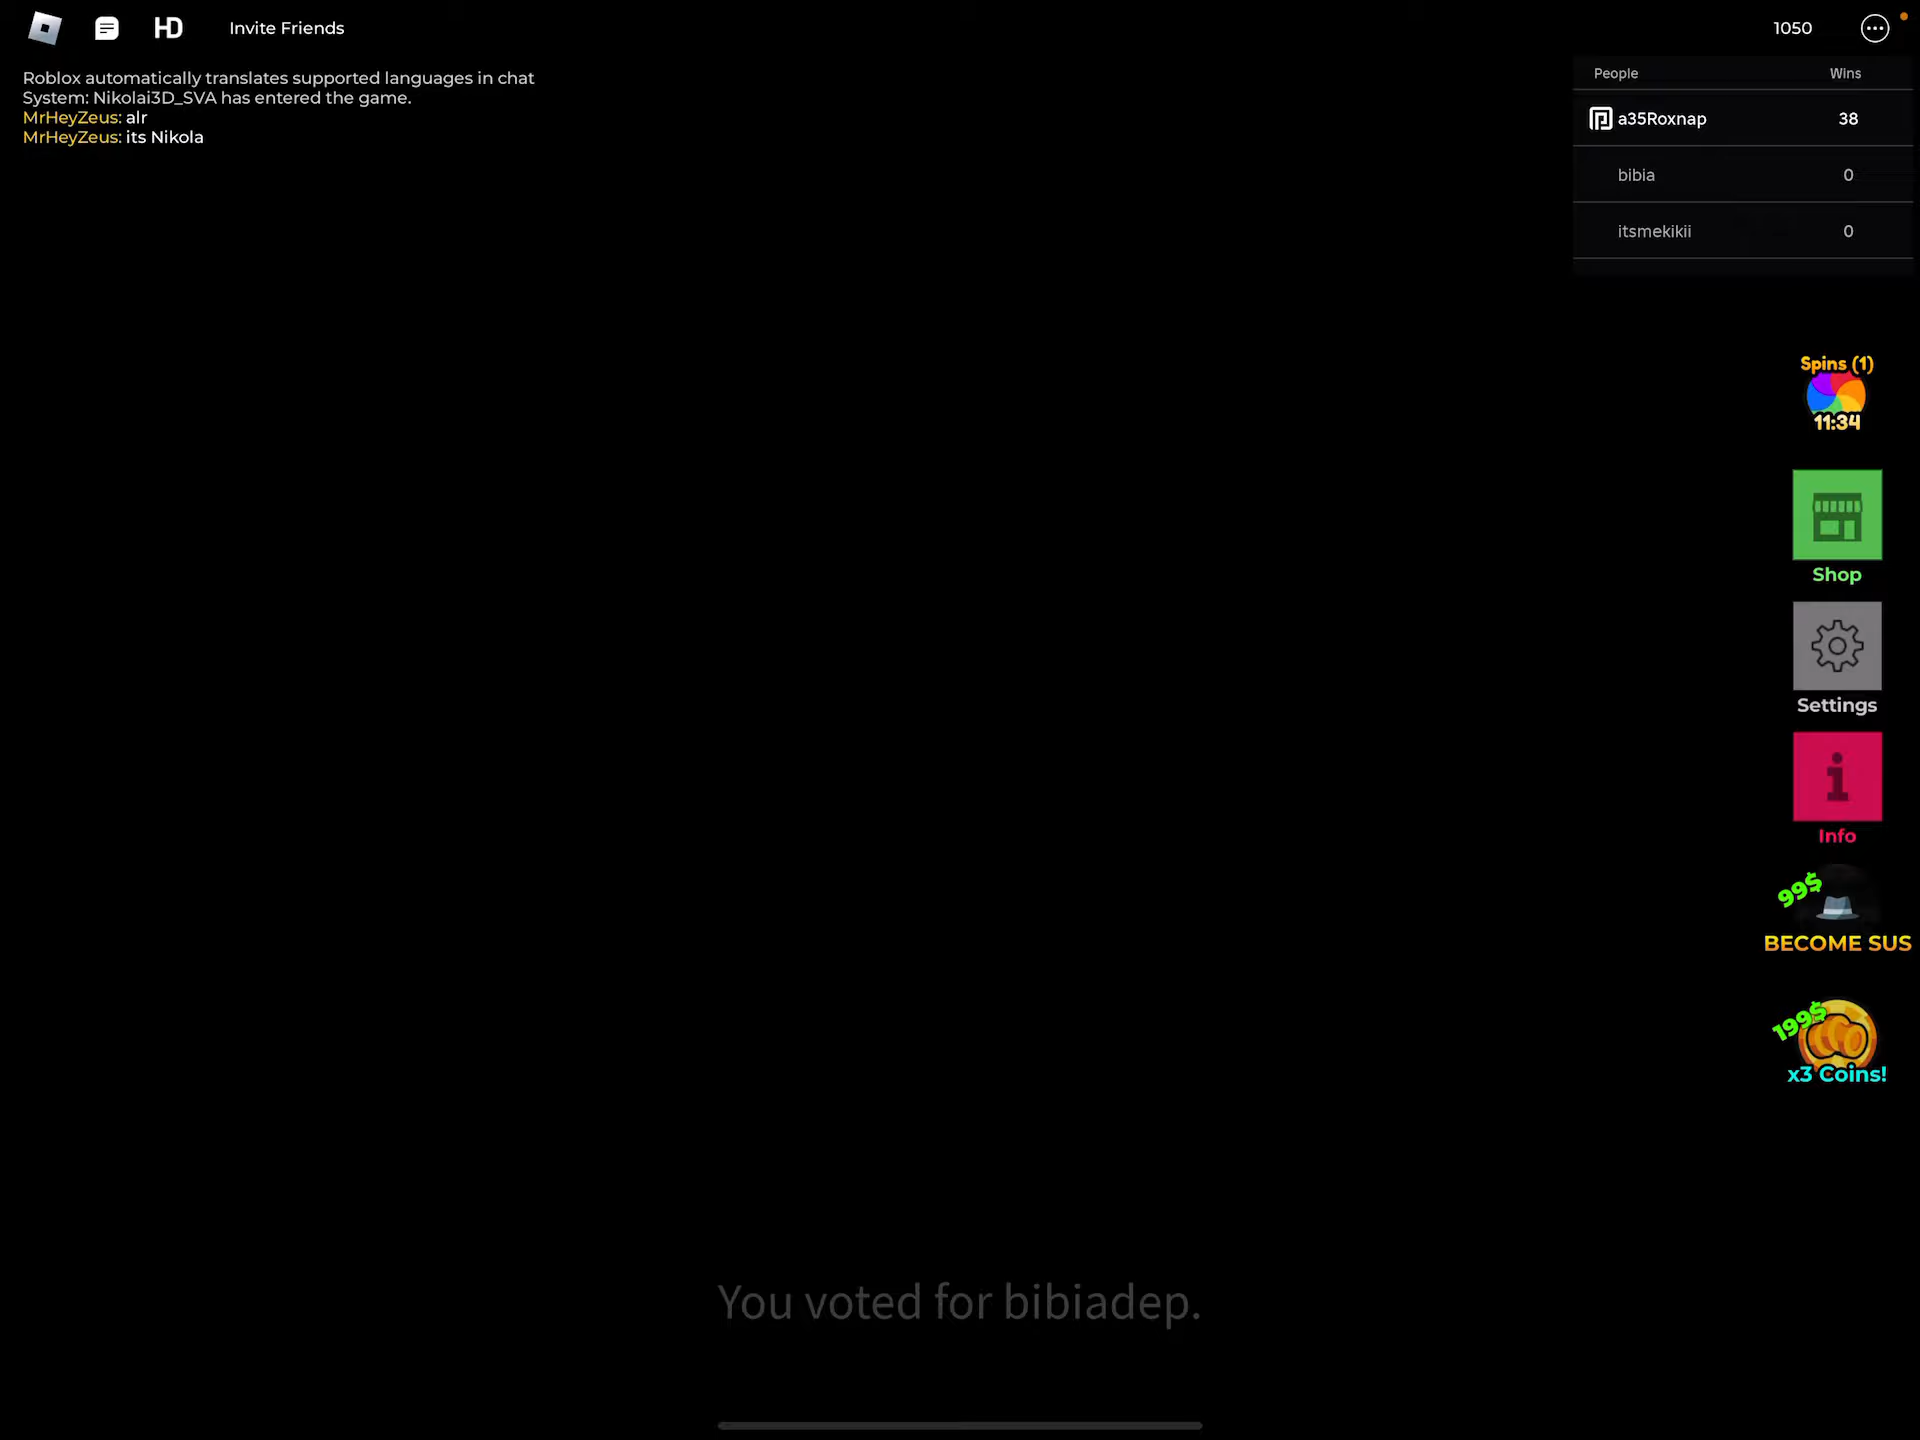 HD
Invite Friends
1050
Roblox automatically translates supported languages in chat
System: Nikolai3D_SVA has entered the game.
MrHeyZeus: alr
MrHeyZeus: its Nikola
People Wins
a35Roxnap 38
bibia 0
itsmekikii 0
Spins (1)
11:34
Shop
Settings
i
Info
99$
BECOME SUS
199$
x3 Coins!
You voted for bibiadep.